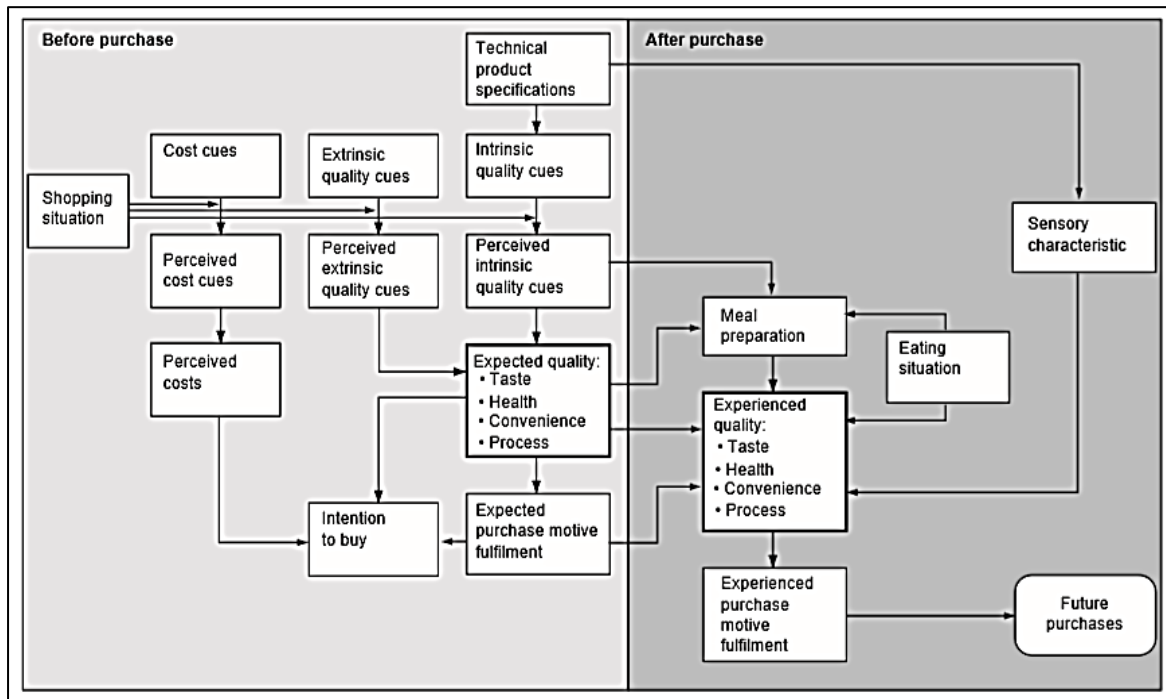 Before purchase
Technical
product
specifications
Cost cues
Extrinsic
quality cues
Intrinsic
quality cues
Shopping
situation
Perceived
cost cues
Perceived
extrinsic
quality cues
Perceived
intrinsic
quality cues
Perceived
costs
Expected quality:
• Taste
• Health
• Convenience
• Process
Intention
to buy
Expected
purchase motive
fulfilment
After purchase
Sensory
characteristic
Meal
preparation
Eating
situation
Experienced
quality:
• Taste
• Health
• Convenience
• Process
Experienced
purchase
motive
fulfilment
Future
purchases